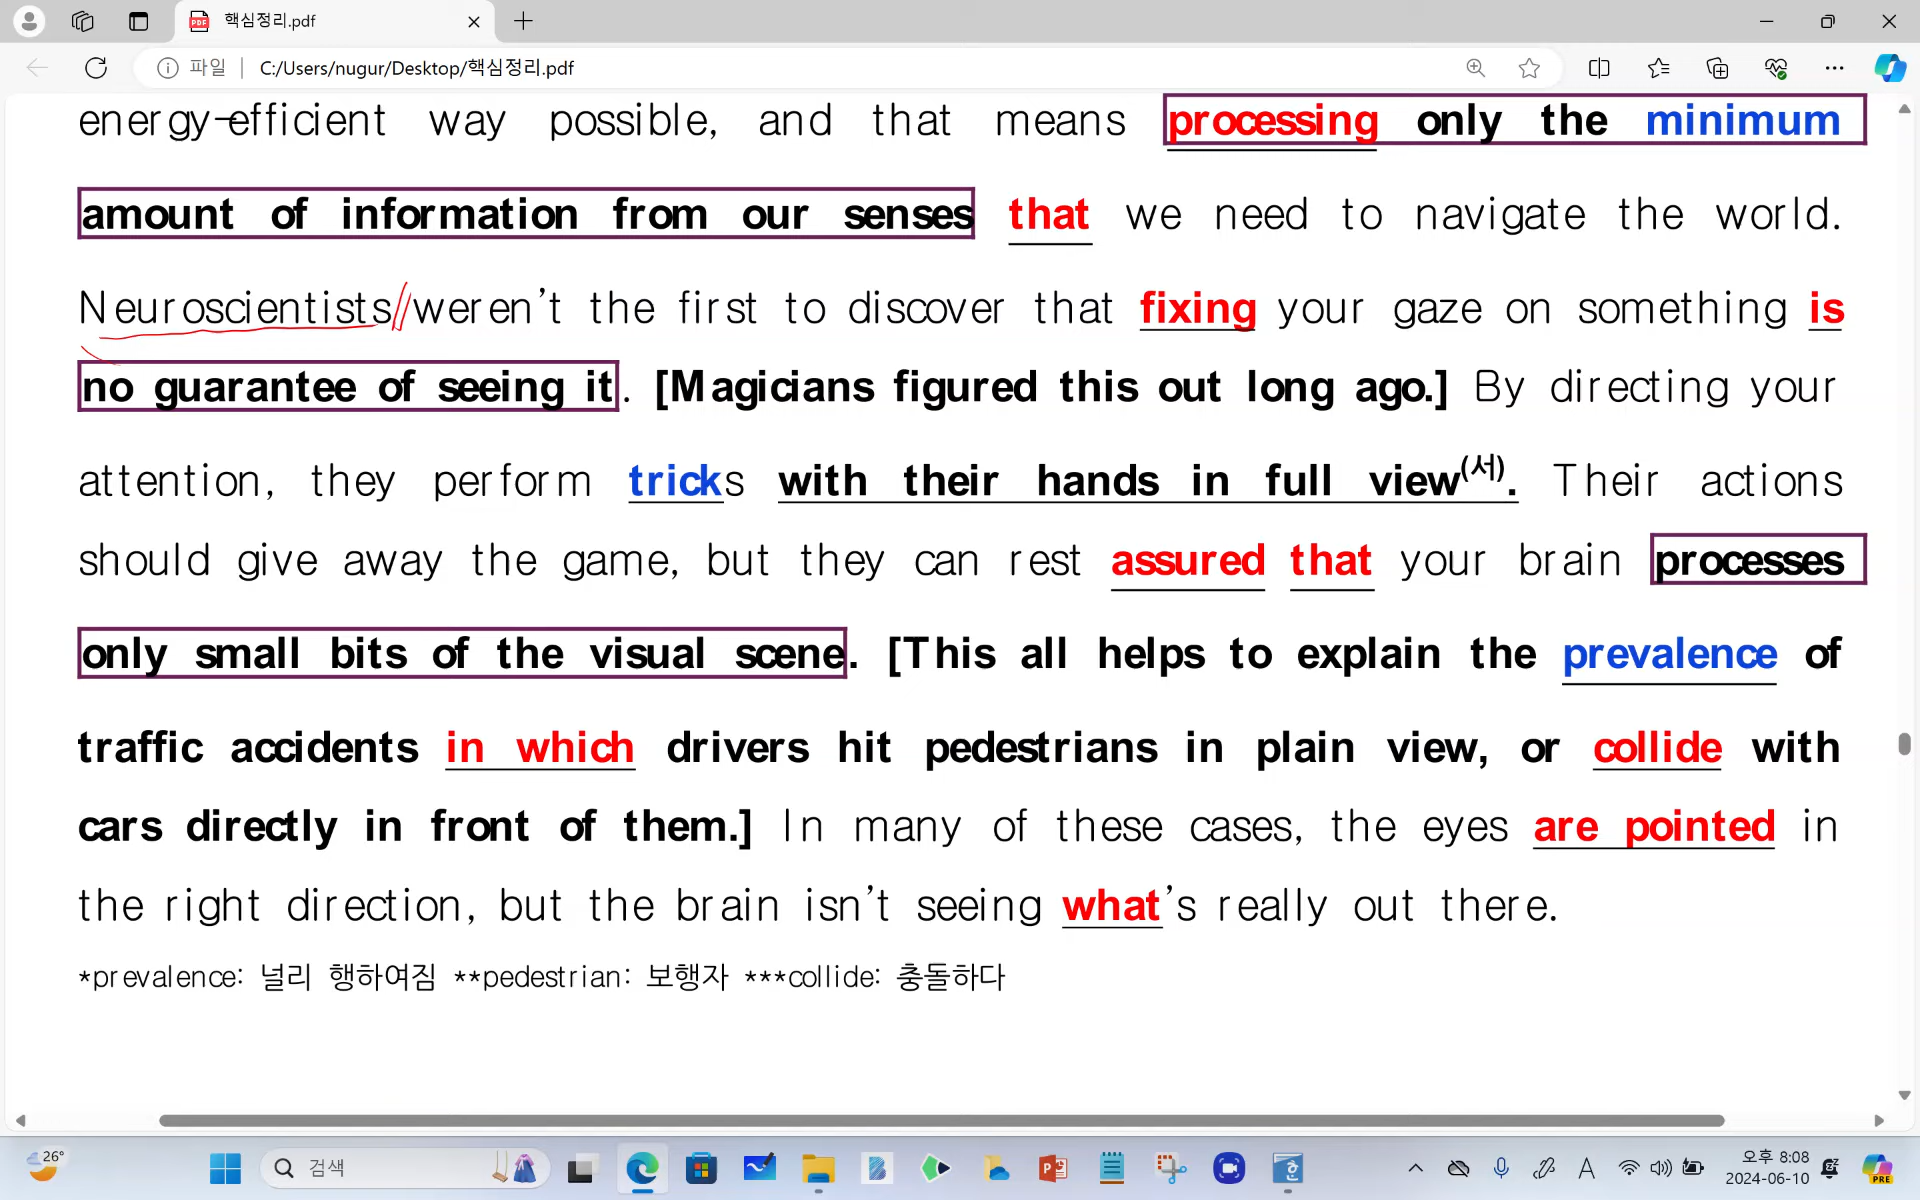 핵심정리.pdf
파일 | C:/Users/nugur/Desktop/핵심정리.pdf
energy-efficient way possible, and that means processing only the minimum
amount of information from our senses that we need to navigate the world.
Neuroscientists//weren't the first to discover that fixing your gaze on something is
no guarantee of seeing it. [Magicians figured this out long ago.] By directing your
attention, they perform tricks with their hands in full view(서). Their actions
should give away the game, but they can rest assured that your brain processes
only small bits of the visual scene. [This all helps to explain the prevalence of
traffic accidents in which drivers hit pedestrians in plain view, or collide with
cars directly in front of them.] In many of these cases, the eyes are pointed in
the right direction, but the brain isn't seeing what's really out there.
*prevalence: 널리 행하여짐 **pedestrian: 보행자 ***collide: 충돌하다
26°
검색
A
오후 8:08
2024-06-10
PRE